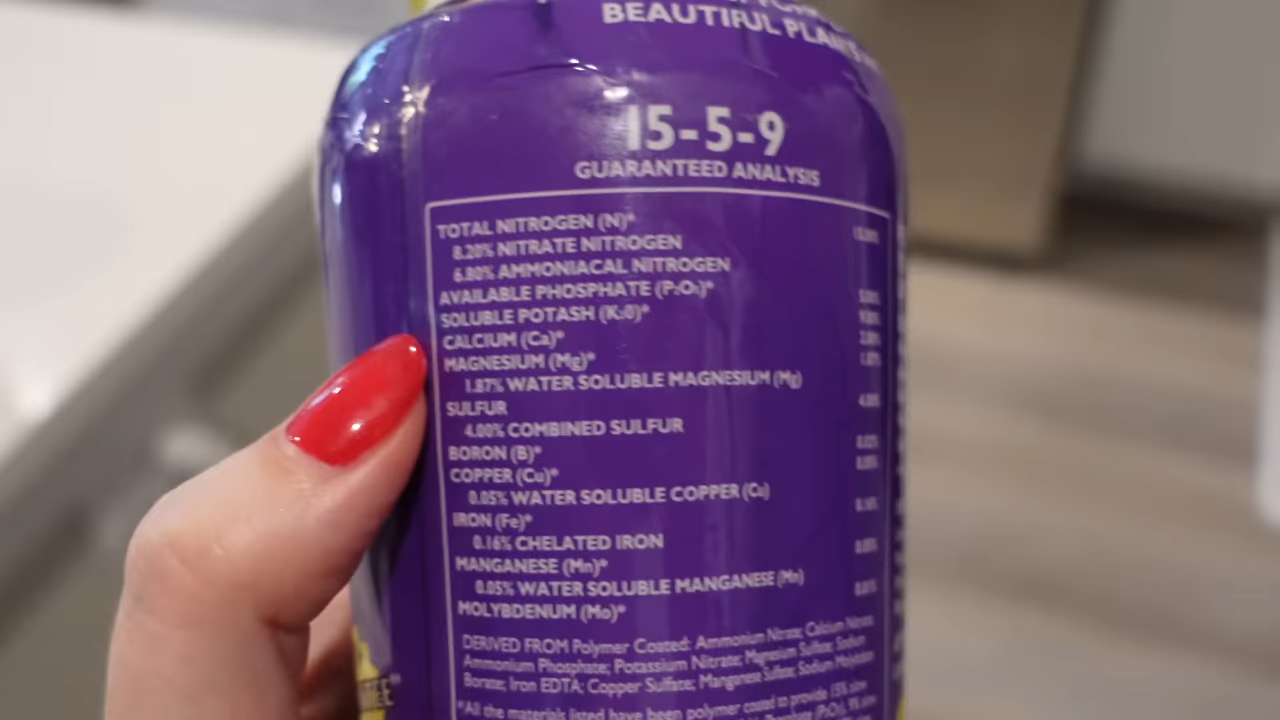 BEAUTIFUL PLANTS
15-5-9
GUARANTEED ANALYSIS
TOTAL NITROGEN (N)*
8.20% NITRATE NITROGEN
6.80% AMMONIACAL NITROGEN
AVAILABLE PHOSPHATE (P₂O₅)*
SOLUBLE POTASH (K₂0)*
CALCIUM (Ca)*
MAGNESIUM (Mg)*
1.87% WATER SOLUBLE MAGNESIUM (Mg)
SULFUR 4.00%
4.00% COMBINED SULFUR
BORON (B)*
COPPER (Cu)*
0.05% WATER SOLUBLE COPPER (Cu)
IRON (Fe)*
0.16% CHELATED IRON
MANGANESE (Mn)*
0.05% WATER SOLUBLE MANGANESE (Mn)
MOLYBDENUM (Mo)*
DERIVED FROM Polymer Coated: Ammonium Nitrate; Calcium Nitrate
Ammonium Phosphate; Potassium Nitrate; Magnesium Sulfate; Sodium
Borate; Iron EDTA; Copper Sulfate; Manganese Sulfate; Sodium Molybdate
*All the materials listed have been polymer coated to provide 15% slow